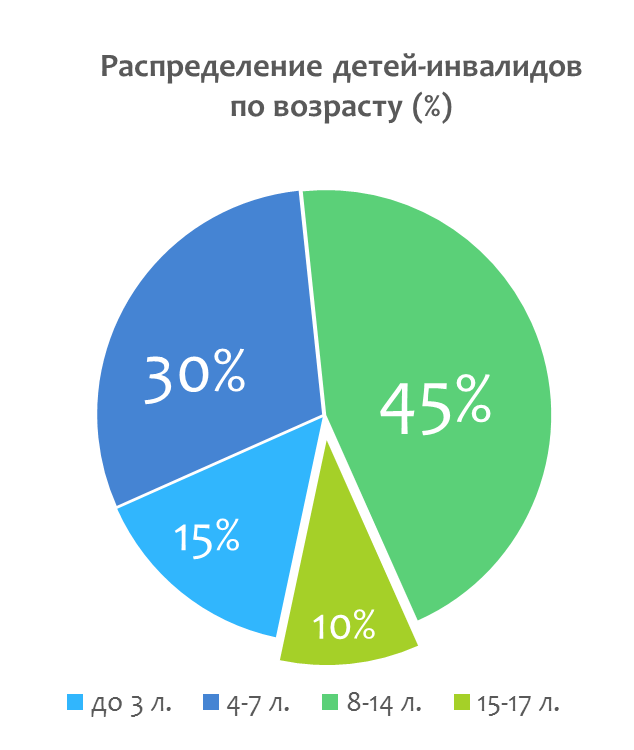 Распределение детей-инвалидов
по возрасту (%)
30%
45%
15%
10%
до 3 л.
4-7 л.
8-14 л.
15-17 л.